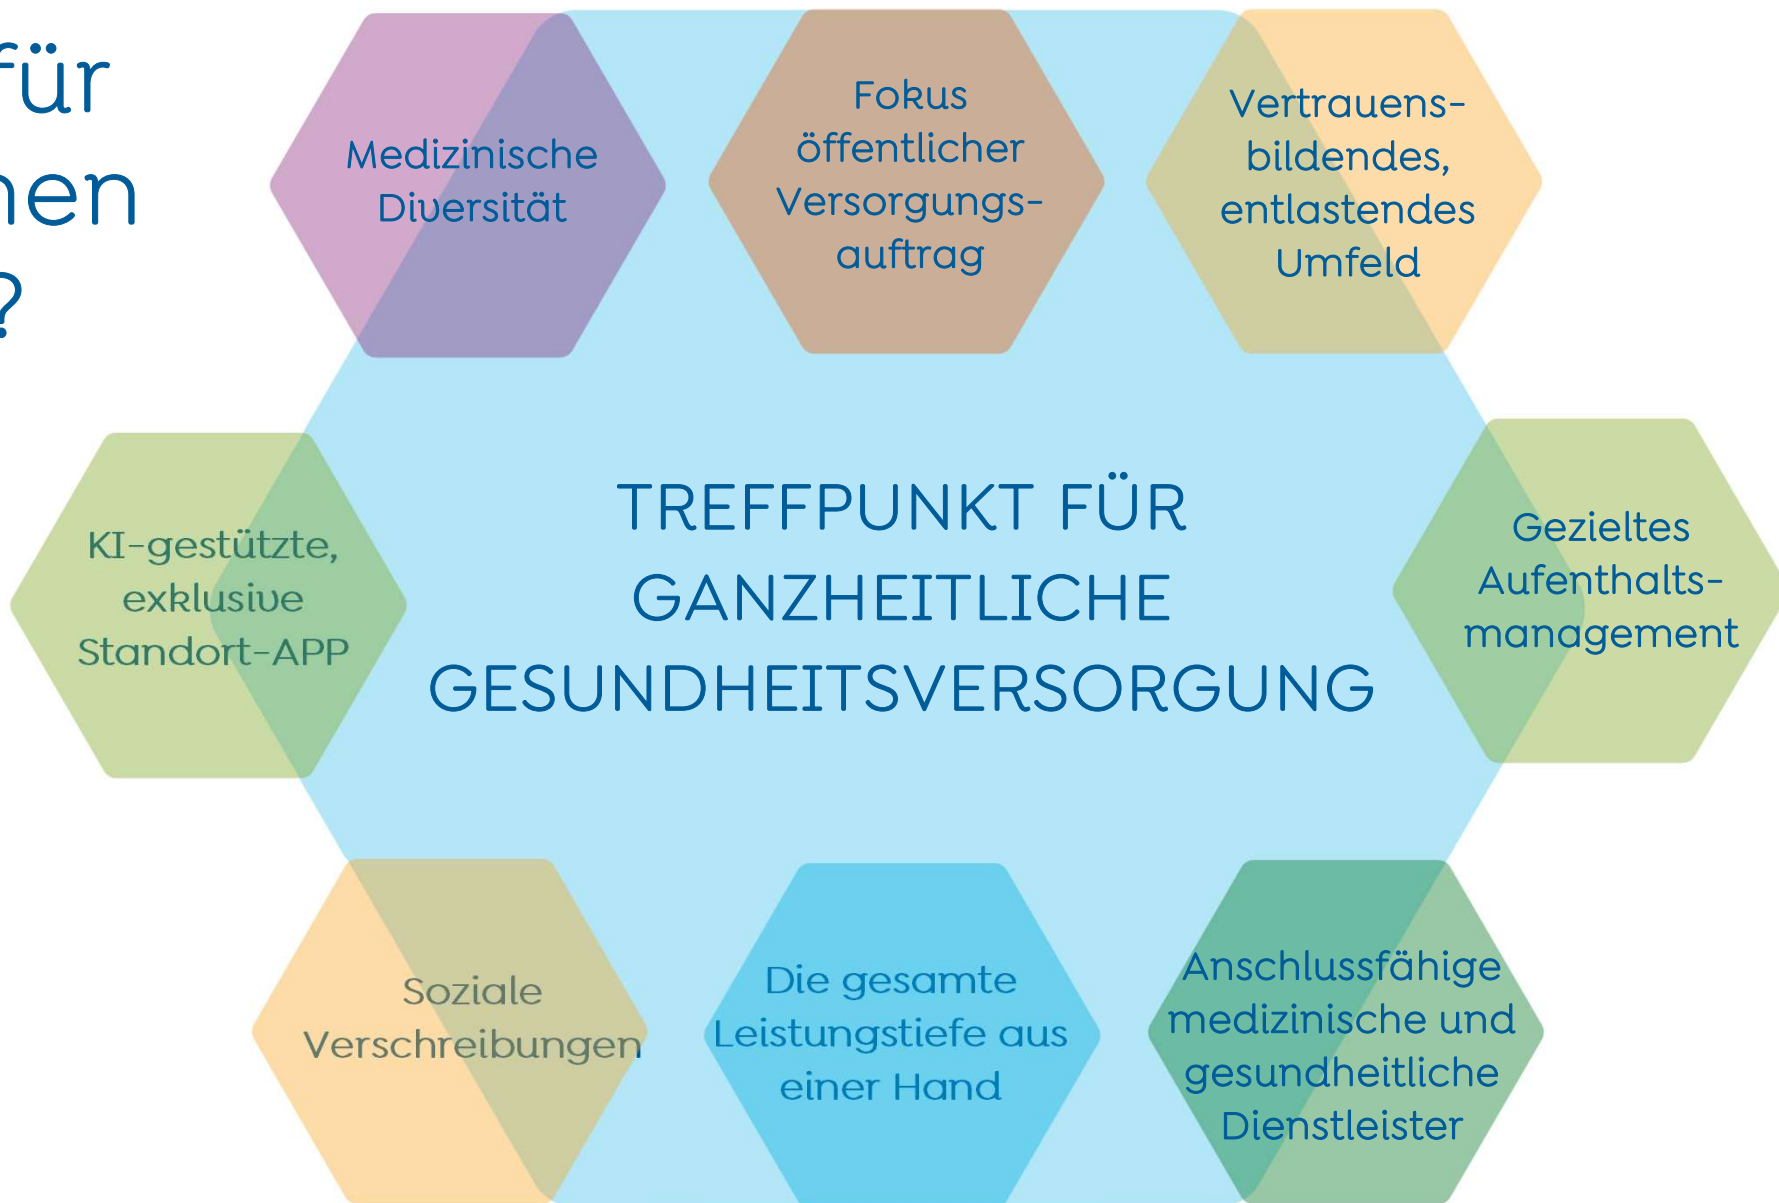 für
nen
?
Medizinische
Diversität
Fokus
öffentlicher
Versorgungs-
auftrag
Vertrauens-
bildendes,
entlastendes
Umfeld
KI-gestützte,
exklusive
Standort-APP
TREFFPUNKT FÜR
GANZHEITLICHE
GESUNDHEITSVERSORGUNG
Gezieltes
Aufenthalts-
management
Soziale
Verschreibungen
Die gesamte
Leistungstiefe aus
einer Hand
Anschlussfähige
medizinische und
gesundheitliche
Dienstleister